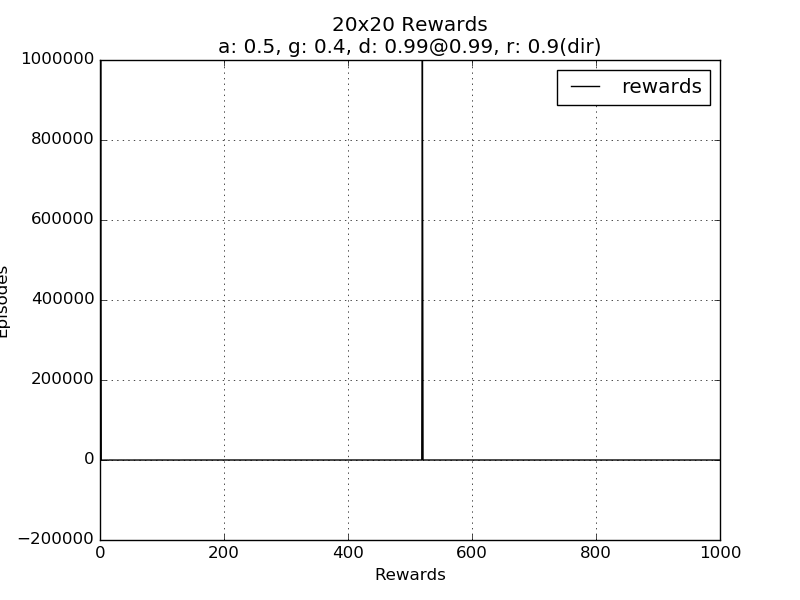 20x20 Rewards
a: 0.5, g: 0.4, d: 0.99@0.99, r: 0.9(dir)
1000000
rewards
800000
600000
400000
Episodes
200000
0
−200000
0 200 400 600 800 1000
Rewards